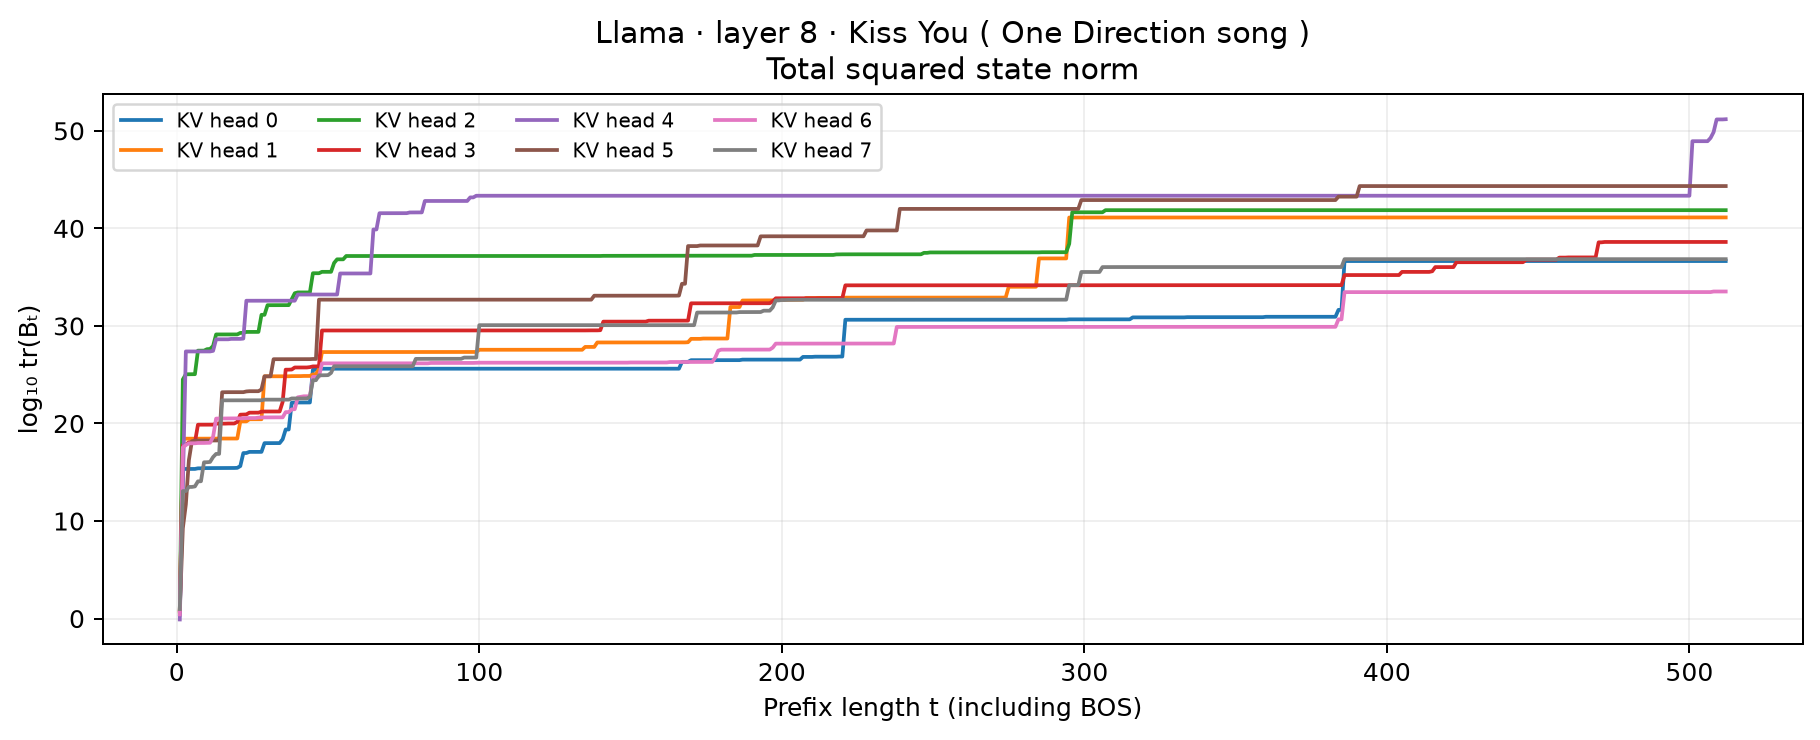 Llama · layer 8 · Kiss You ( One Direction song )
Total squared state norm
KV head 0
KV head 1
KV head 2
KV head 3
KV head 4
KV head 5
KV head 6
KV head 7
log₁₀ tr(Bₜ)
50
40
30
20
10
0
0 100 200 300 400 500
Prefix length t (including BOS)